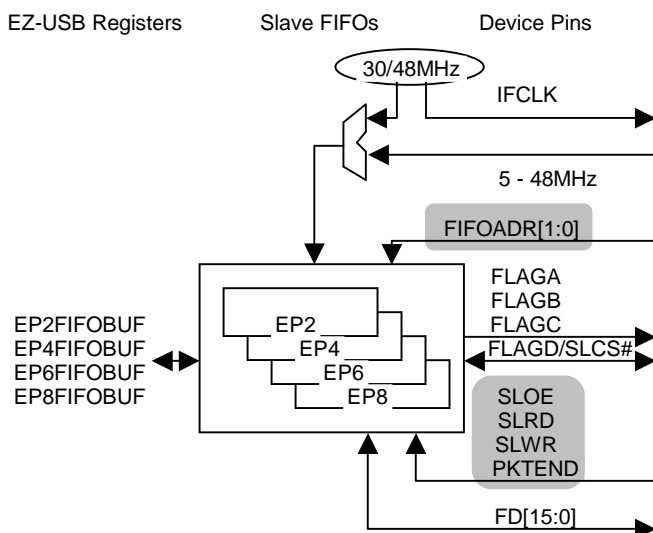 EZ-USB Registers Slave FIFOs Device Pins
30/48MHz
IFCLK
5 - 48MHz
FIFOADR[1:0]
FLAGA
FLAGB
FLAGC
FLAGD/SLCS#
EP2FIFOBUF
EP4FIFOBUF
EP6FIFOBUF
EP8FIFOBUF
EP2
EP4
EP6
EP8
SLOE
SLRD
SLWR
PKTEND
FD[15:0]